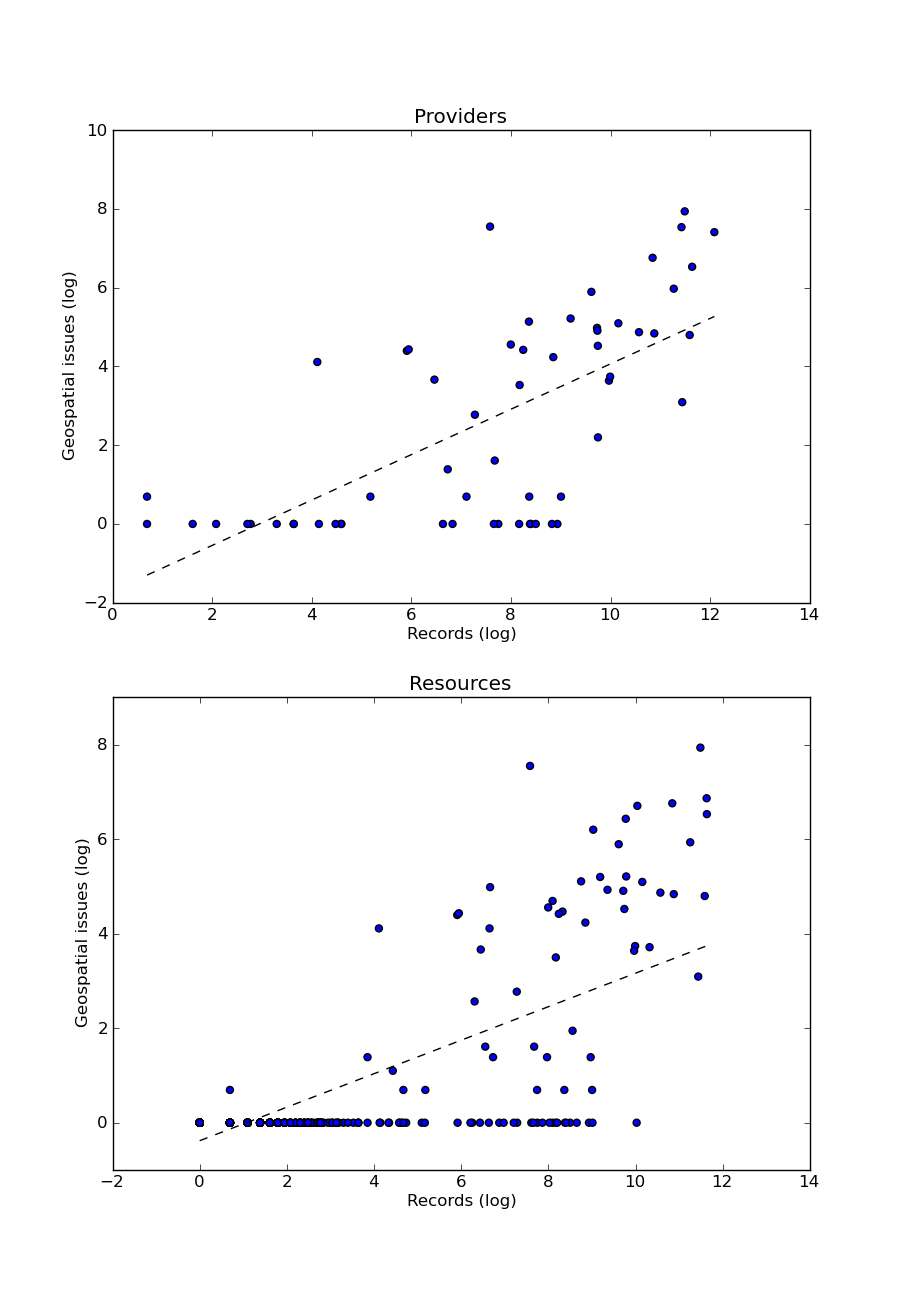 Providers
10
8
6
4
2
0
−2
0 2 4 6 8 10 12 14
Geospatial issues (log)
Records (log)
Resources
8
6
4
2
0
−2 0 2 4 6 8 10 12 14
Geospatial issues (log)
Records (log)